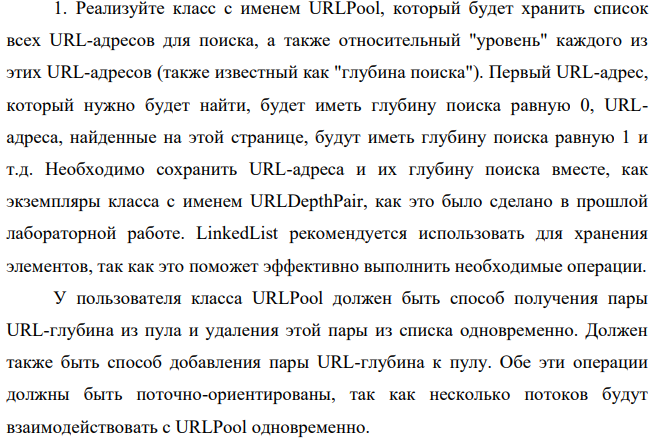 1. Реализуйте класс с именем URLPool, который будет хранить список
всех URL-адресов для поиска, а также относительный "уровень" каждого из
этих URL-адресов (также известный как "глубина поиска"). Первый URL-адрес,
который нужно будет найти, будет иметь глубину поиска равную 0, URL-
адреса, найденные на этой странице, будут иметь глубину поиска равную 1 и
т.д. Необходимо сохранить URL-адреса и их глубину поиска вместе, как
экземпляры класса с именем URLDepthPair, как это было сделано в прошлой
лабораторной работе. LinkedList рекомендуется использовать для хранения
элементов, так как это поможет эффективно выполнить необходимые операции.
У пользователя класса URLPool должен быть способ получения пары
URL-глубина из пула и удаления этой пары из списка одновременно. Должен
также быть способ добавления пары URL-глубина к пулу. Обе эти операции
должны быть поточно-ориентированы, так как несколько потоков будут
взаимодействовать с URLPool одновременно.